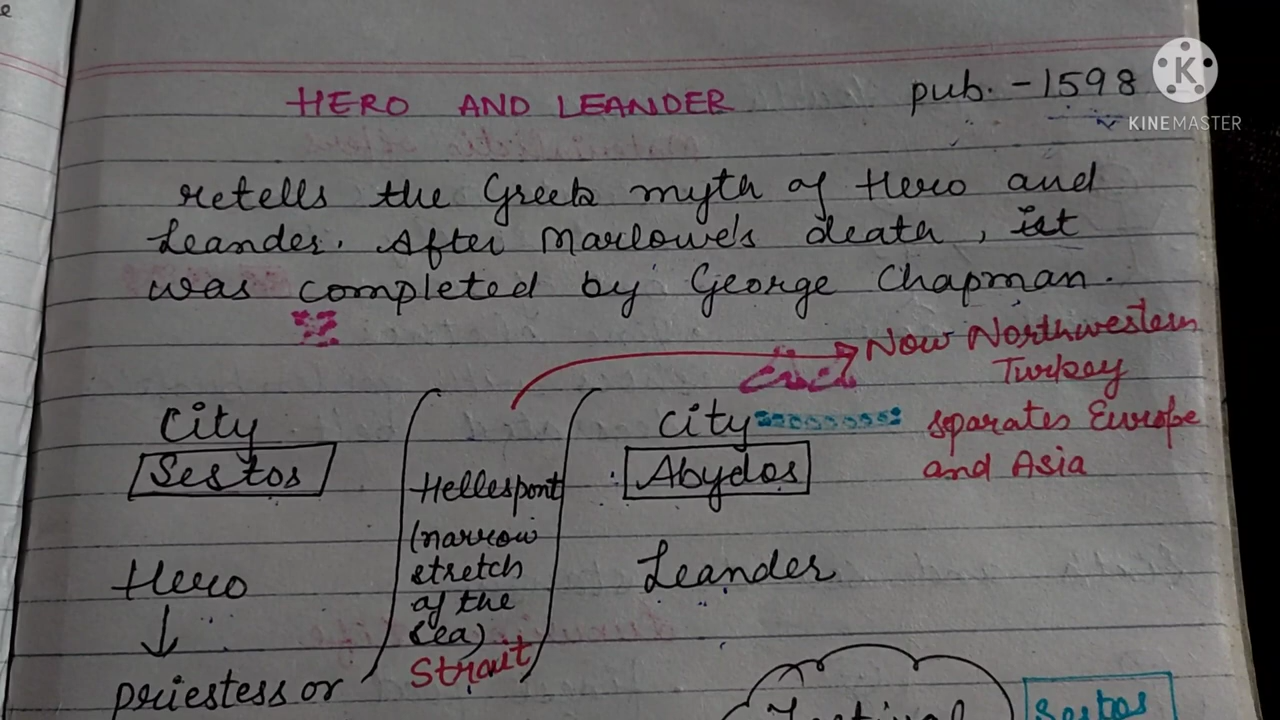 HERO AND LEANDER pub. - 1598
KINEMASTER
retells the Greek myth of Hero and
Leander. After Marlowe's death, it
was completed by George Chapman.
Now Northwestern
Turkey
separates Europe
and Asia
City
Sestos
Hellespont
(narrow
stretch
of the
sea)
Strait
City
Abydos
Hero
↓
priestess or
Leander
Festival
Sestos